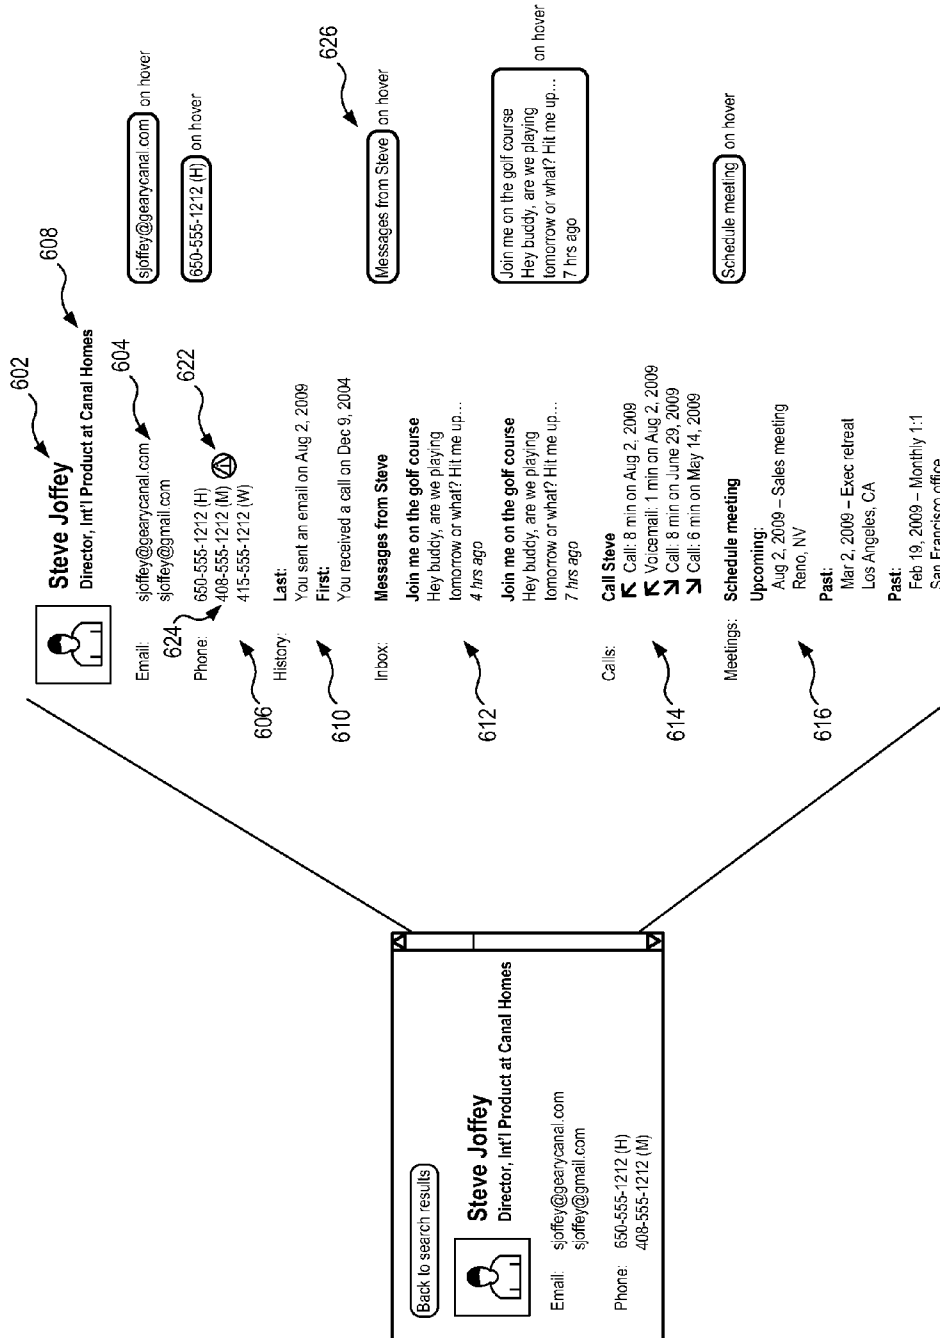 Back to search results
Steve Joffey
Director, Int'l Product at Canal Homes
Email: sjoffey@gearycanal.com
sjoffey@gmail.com
Phone: 650-555-1212 (H)
408-555-1212 (M)
602
Steve Joffey
608
Director, Int'l Product at Canal Homes
604
Email: sjoffey@gearycanal.com
sjoffey@gmail.com
sjoffey@gearycanal.com on hover
624
622
Phone: 650-555-1212 (H)
408-555-1212 (M)
415-555-1212 (W)
650-555-1212 (H) on hover
606
History: Last:
You sent an email on Aug 2, 2009
First:
You received a call on Dec 9, 2004
610
626
Inbox: Messages from Steve
Messages from Steve on hover
Join me on the golf course
Hey buddy, are we playing
tomorrow or what? Hit me up...
4 hrs ago
612
Join me on the golf course
Hey buddy, are we playing
tomorrow or what? Hit me up...
7 hrs ago
Join me on the golf course
Hey buddy, are we playing
tomorrow or what? Hit me up...
7 hrs ago
on hover
Calls: Call Steve
Call: 8 min on Aug 2, 2009
Voicemail: 1 min on Aug 2, 2009
Call: 8 min on June 29, 2009
Call: 6 min on May 14, 2009
614
Meetings: Schedule meeting
Schedule meeting on hover
Upcoming:
Aug 2, 2009 – Sales meeting
Reno, NV
616
Past:
Mar 2, 2009 – Exec retreat
Los Angeles, CA
Past:
Feb 19, 2009 – Monthly 1:1
San Francisco office